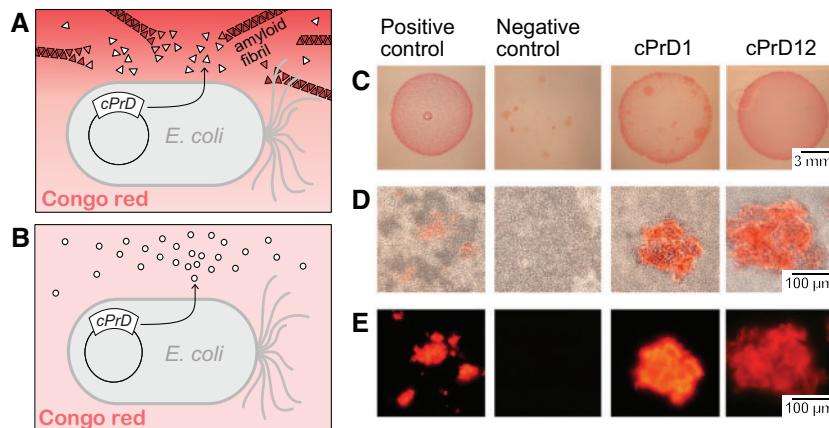 A
amyloid
fibril
cPrD
E. coli
Congo red
B
cPrD
E. coli
Congo red
Positive
control
Negative
control
cPrD1
cPrD12
C
3 mm
D
100 µm
E
100 µm